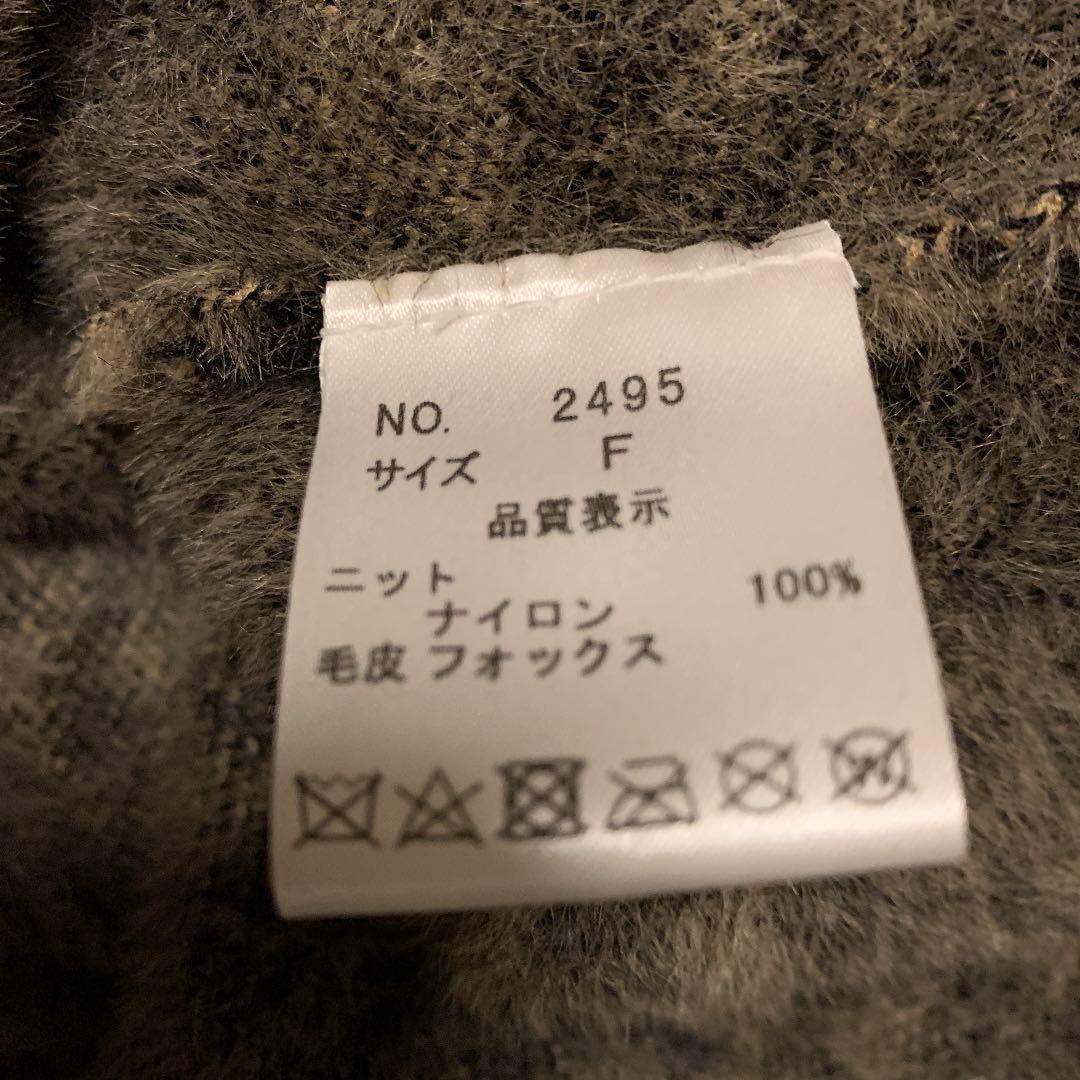 NO. 2495
サイズ F
品質表示
ニット
ナイロン 100%
毛皮 フォックス